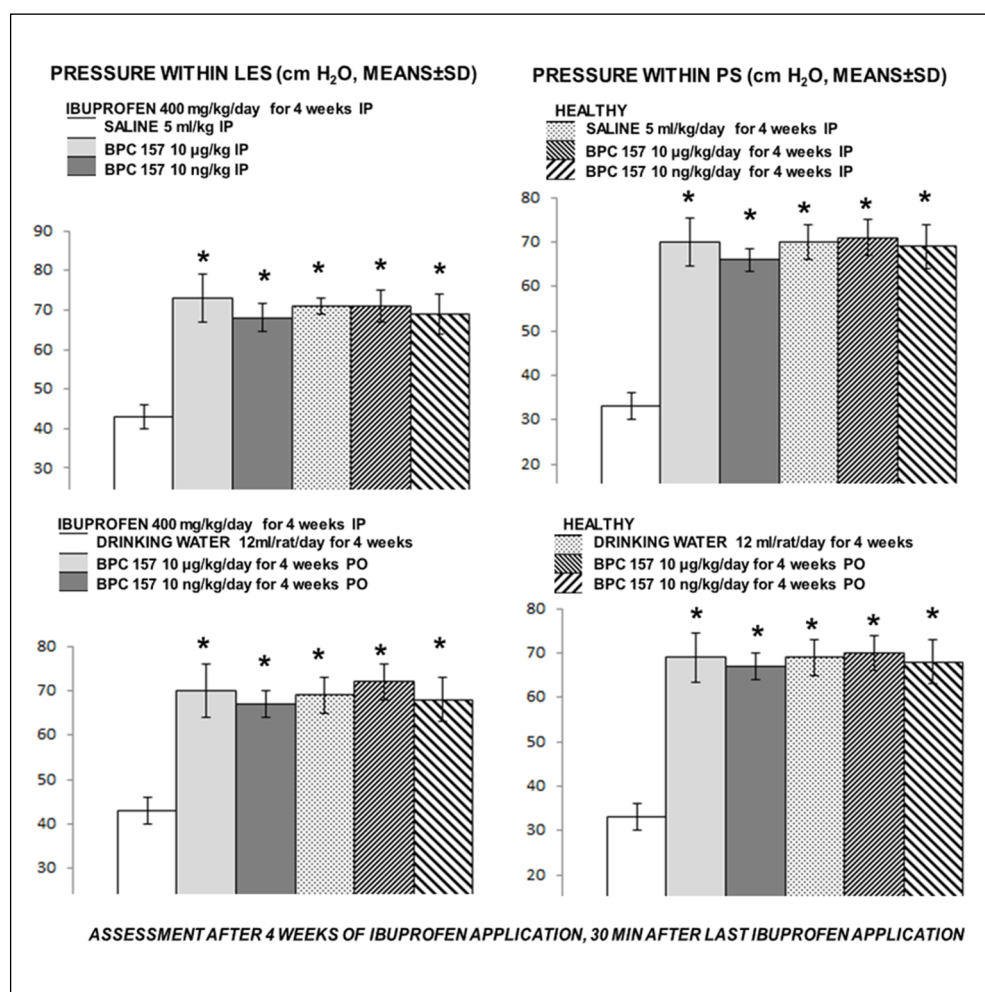 PRESSURE WITHIN LES (cm H₂O, MEANS±SD)
IBUPROFEN 400 mg/kg/day for 4 weeks IP
SALINE 5 ml/kg IP
BPC 157 10 µg/kg IP
BPC 157 10 ng/kg IP
90
80
70
60
50
40
30
* * * * *
PRESSURE WITHIN PS (cm H₂O, MEANS±SD)
HEALTHY
SALINE 5 ml/kg/day for 4 weeks IP
BPC 157 10 µg/kg/day for 4 weeks IP
BPC 157 10 ng/kg/day for 4 weeks IP
80
70
60
50
40
30
20
* * * * *
IBUPROFEN 400 mg/kg/day for 4 weeks IP
DRINKING WATER 12ml/rat/day for 4 weeks
BPC 157 10 µg/kg/day for 4 weeks PO
BPC 157 10 ng/kg/day for 4 weeks PO
80
70
60
50
40
30
* * * * *
HEALTHY
DRINKING WATER 12 ml/rat/day for 4 weeks
BPC 157 10 µg/kg/day for 4 weeks PO
BPC 157 10 ng/kg/day for 4 weeks PO
80
70
60
50
40
30
20
* * * * *
ASSESSMENT AFTER 4 WEEKS OF IBUPROFEN APPLICATION, 30 MIN AFTER LAST IBUPROFEN APPLICATION